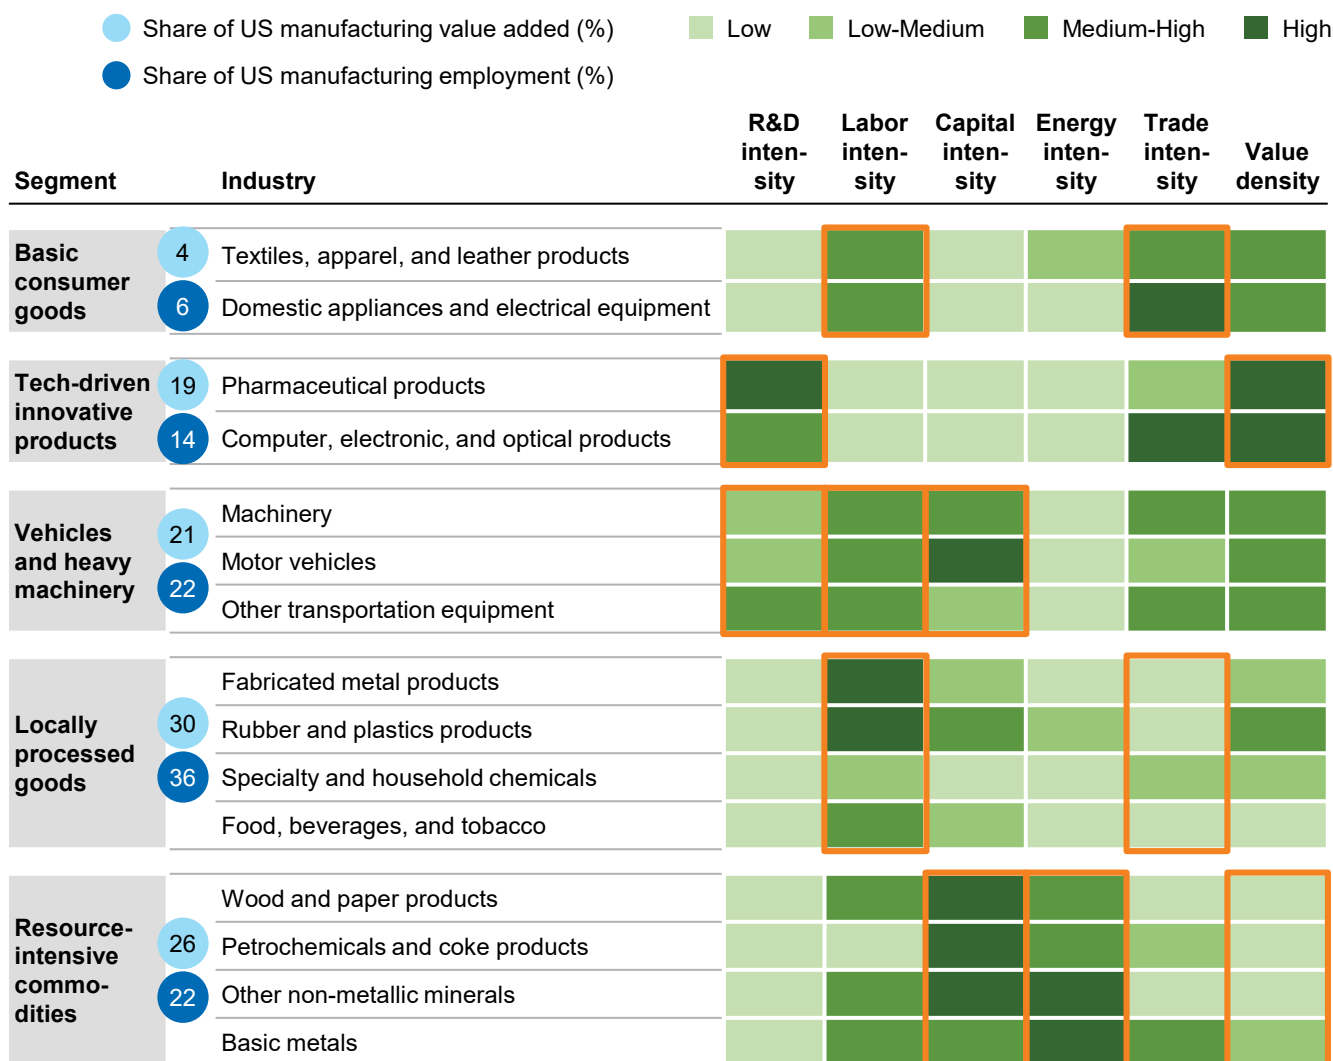 Share of US manufacturing value added (%)
Low
Low-Medium
Medium-High
High
Share of US manufacturing employment (%)
Segment
Industry
R&D
inten-
sity
Labor
inten-
sity
Capital
inten-
sity
Energy
inten-
sity
Trade
inten-
sity
Value
density
Basic
consumer
goods
4
6
Textiles, apparel, and leather products
Domestic appliances and electrical equipment
Tech-driven
innovative
products
19
14
Pharmaceutical products
Computer, electronic, and optical products
Vehicles
and heavy
machinery
21
22
Machinery
Motor vehicles
Other transportation equipment
Locally
processed
goods
30
36
Fabricated metal products
Rubber and plastics products
Specialty and household chemicals
Food, beverages, and tobacco
Resource-
intensive
commo-
dities
26
22
Wood and paper products
Petrochemicals and coke products
Other non-metallic minerals
Basic metals